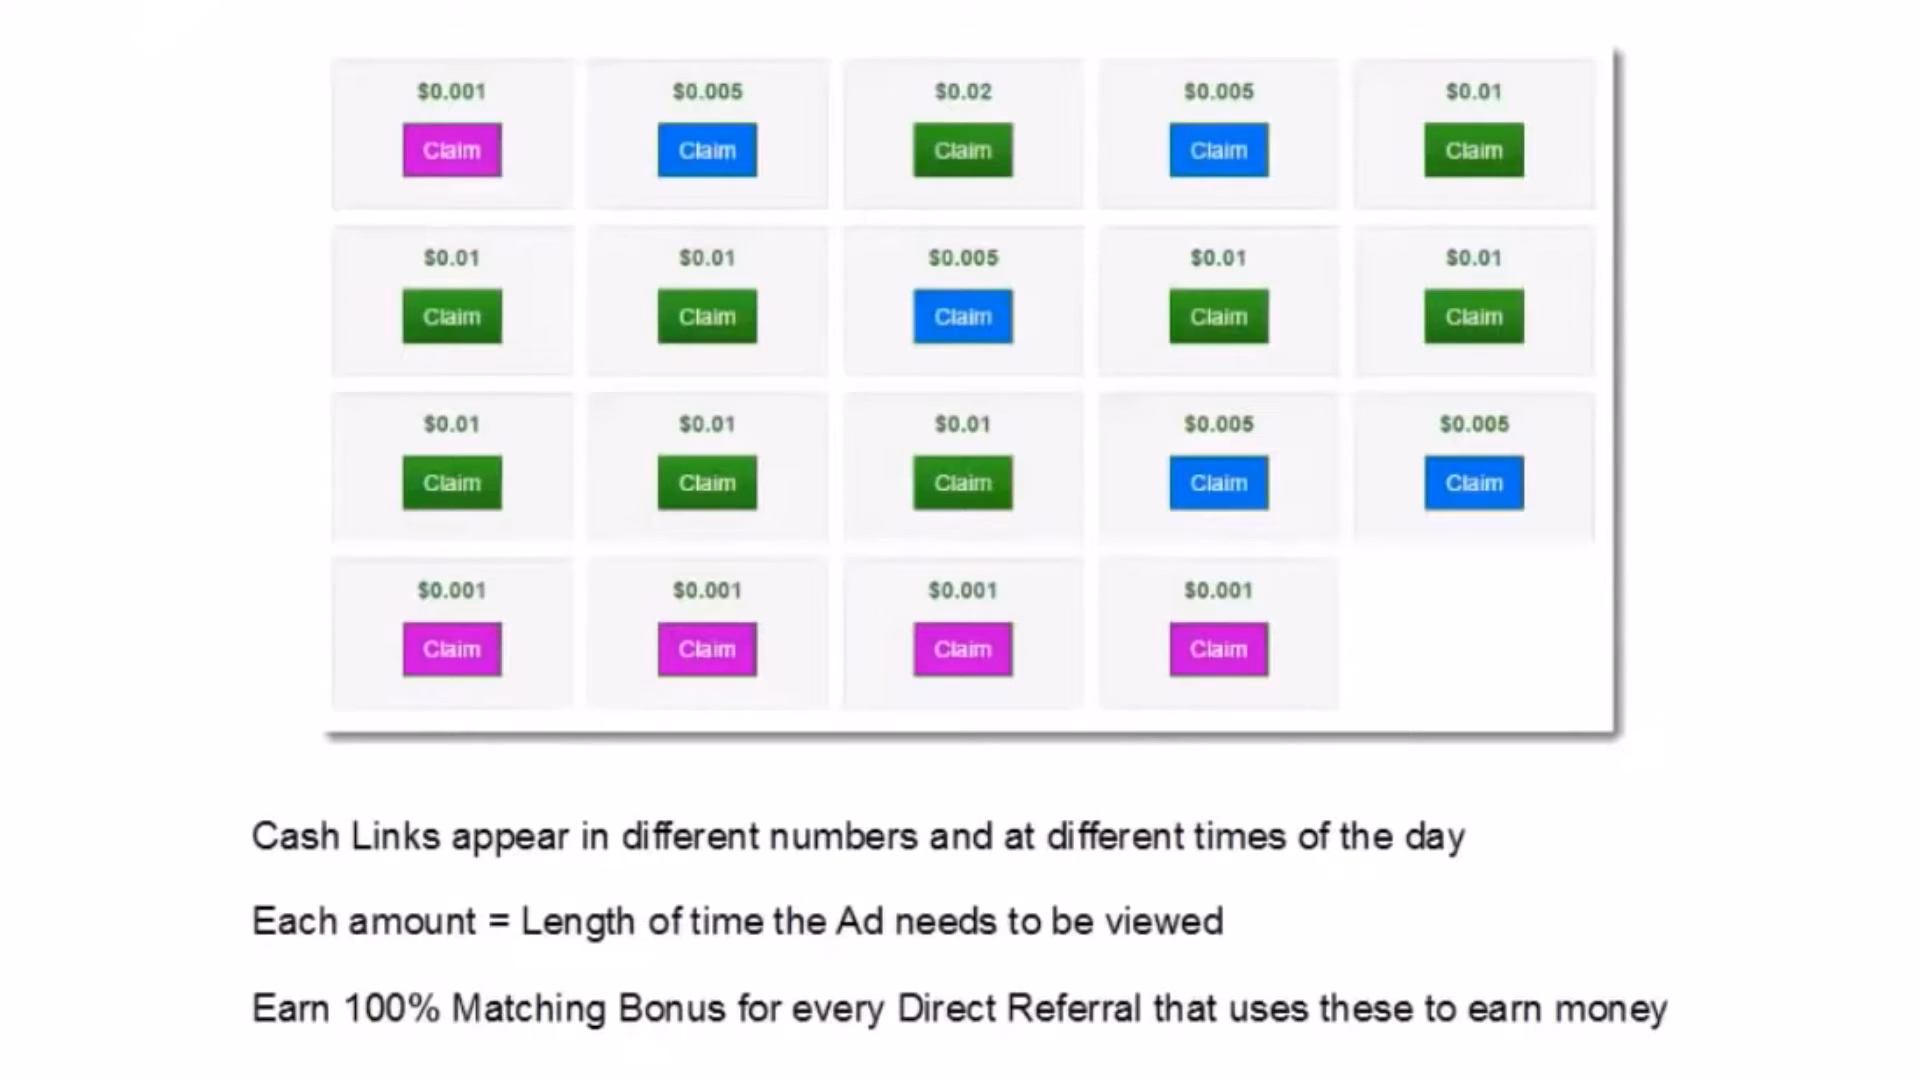 $0.001 $0.005 $0.02 $0.005 $0.01
Claim Claim Claim Claim Claim
$0.01 $0.01 $0.005 $0.01 $0.01
Claim Claim Claim Claim Claim
$0.01 $0.01 $0.01 $0.005 $0.005
Claim Claim Claim Claim Claim
$0.001 $0.001 $0.001 $0.001
Claim Claim Claim Claim
Cash Links appear in different numbers and at different times of the day
Each amount = Length of time the Ad needs to be viewed
Earn 100% Matching Bonus for every Direct Referral that uses these to earn money